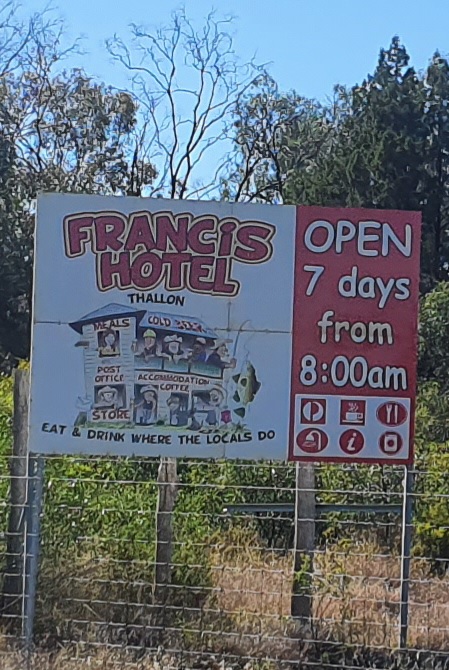 FRANCIS
HOTEL
THALLON
MEALS
COLD BEER
POST
OFFICE
ACCOMMODATION
COFFEE
STORE
EAT & DRINK WHERE THE LOCALS DO
OPEN
7 days
from
8:00am
i